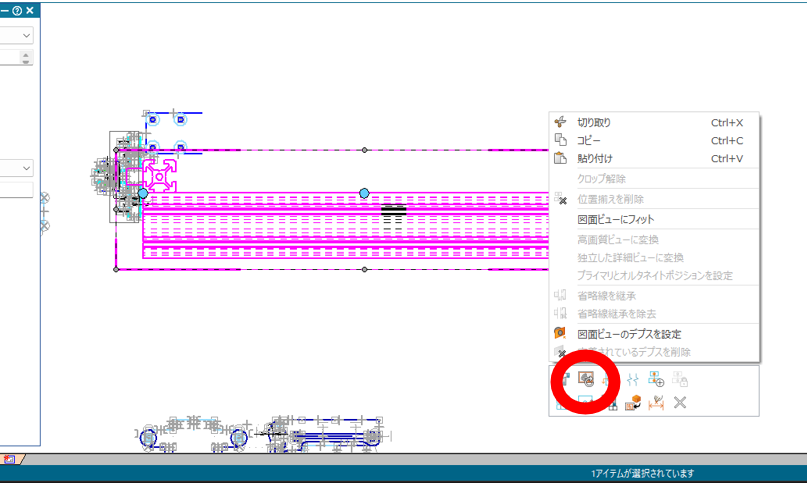 切り取り Ctrl+X
コピー Ctrl+C
貼り付け Ctrl+V
クロップ解除
位置揃えを削除
図面ビューにフィット
高画質ビューに変換
独立した詳細ビューに変換
プライマリとオルタネイトポジションを設定
省略線を継承
省略線継承を除去
図面ビューのデプスを設定
されているデプスを削除
1アイテムが選択されています